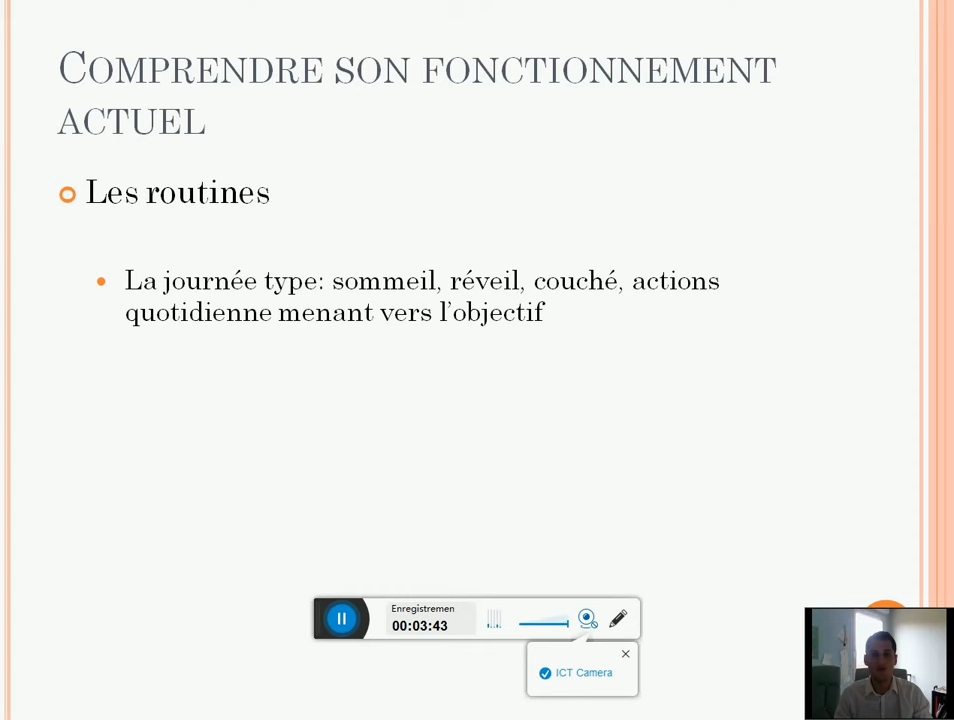 COMPRENDRE SON FONCTIONNEMENT
ACTUEL
Les routines
La journée type: sommeil, réveil, couché, actions
quotidienne menant vers l'objectif
Enregistremen
00:03:43
ICT Camera